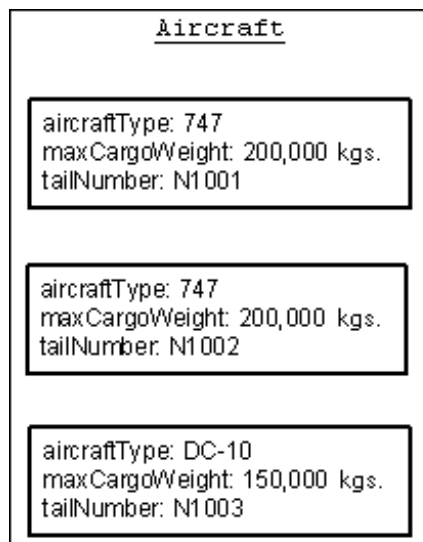 Aircraft
aircraftType: 747
maxCargoWeight: 200,000 kgs.
tailNumber: N1001
aircraftType: 747
maxCargoWeight: 200,000 kgs.
tailNumber: N1002
aircraftType: DC-10
maxCargoWeight: 150,000 kgs.
tailNumber: N1003